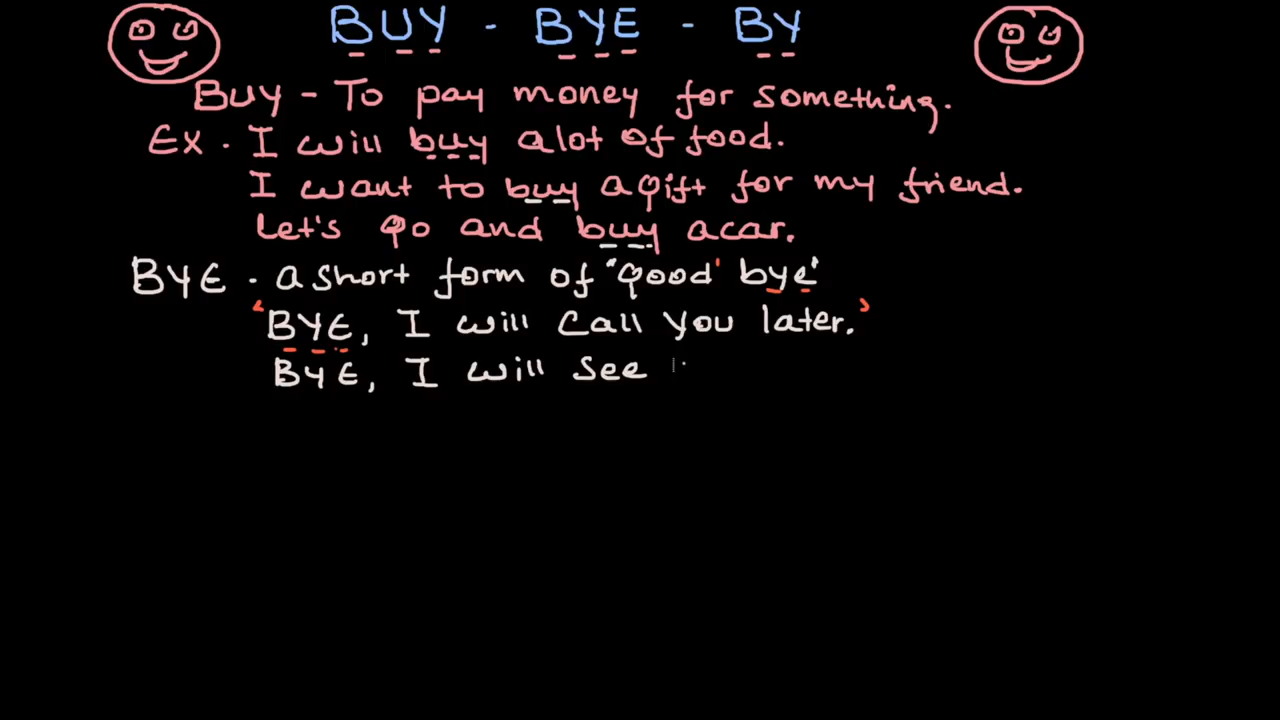 BUY - BYE - BY
BUY - To pay money for something.
EX. I will buy a lot of food.
I want to buy a gift for my friend.
Let's go and buy a car.
BYE - a short form of "good' bye"
"BYE, I will call you later."
BYE, I will see